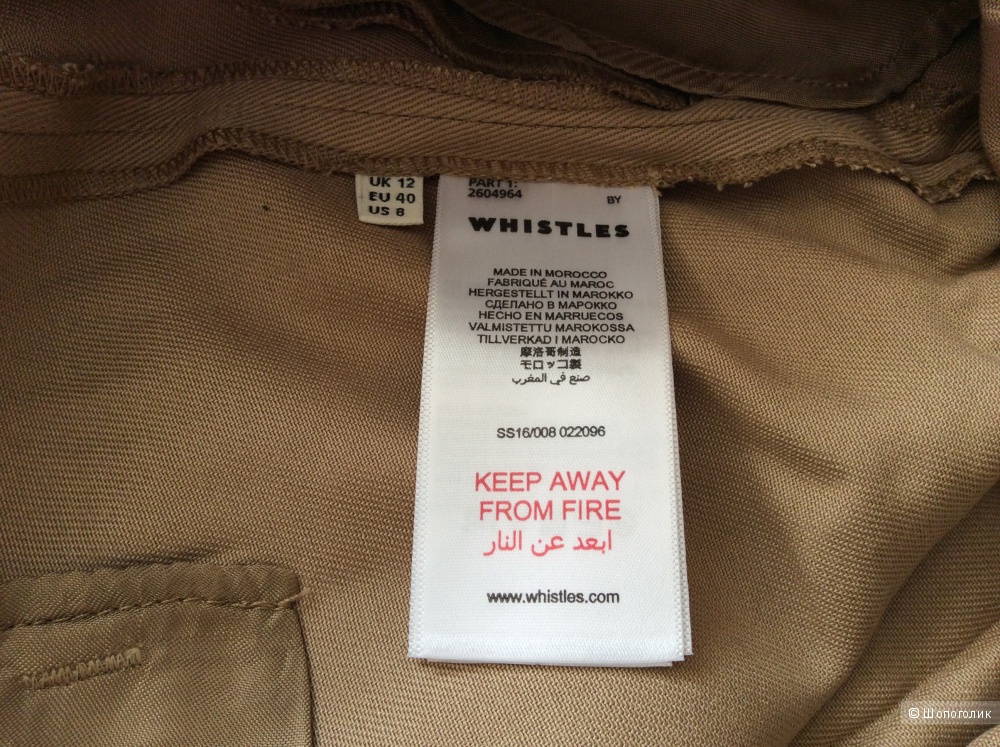 UK 12
EU 40
US 8
PART 1:
2604964
BY
WHISTLES
MADE IN MOROCCO
FABRIQUÉ AU MAROC
HERGESTELLT IN MAROKKO
СДЕЛАНО В МАРОККО
HECHO EN MARRUECOS
VALMISTETTU MAROKOSSA
TILLVERKAD I MAROCKO
摩洛哥制造
モロッコ製
صنع في المغرب
SS16/008 022096
KEEP AWAY
FROM FIRE
ابعد عن النار
www.whistles.com
© Шопоголик